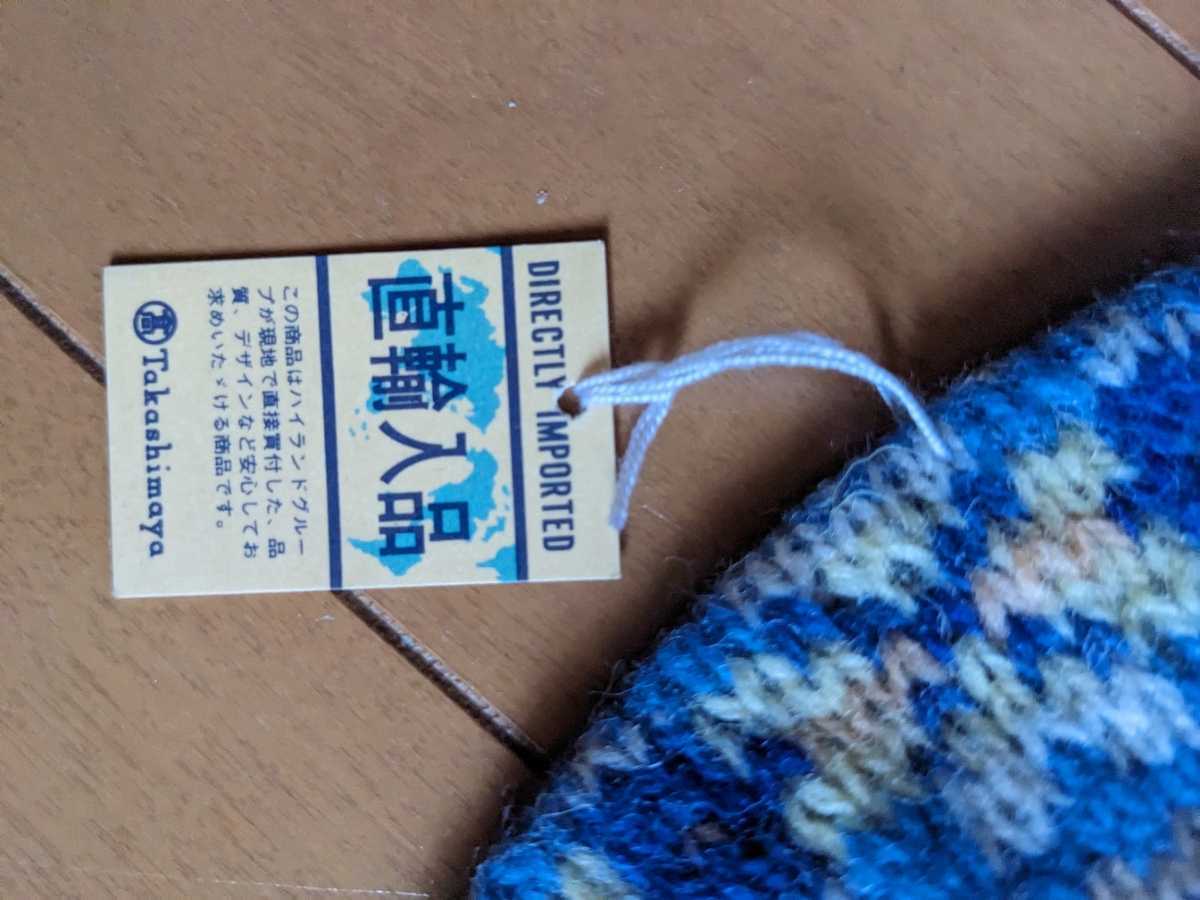 DIRECTLY IMPORTED
直輸入品
この商品はハイランドグルー
プが現地で直接買付した、品
質、デザインなど安心してお
求めいたゞける商品です。
髙 Takashimaya